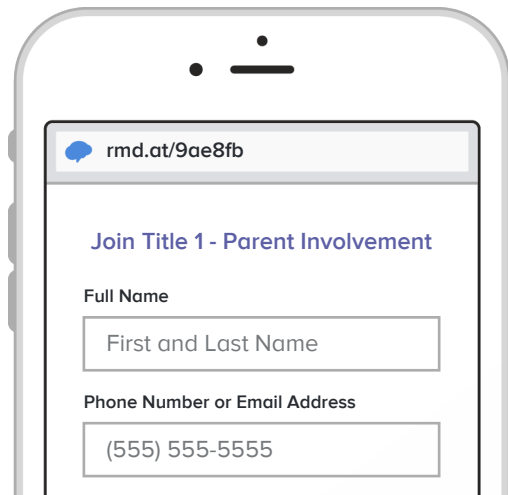 rmd.at/9ae8fb
Join Title 1 - Parent Involvement
Full Name
First and Last Name
Phone Number or Email Address
(555) 555-5555